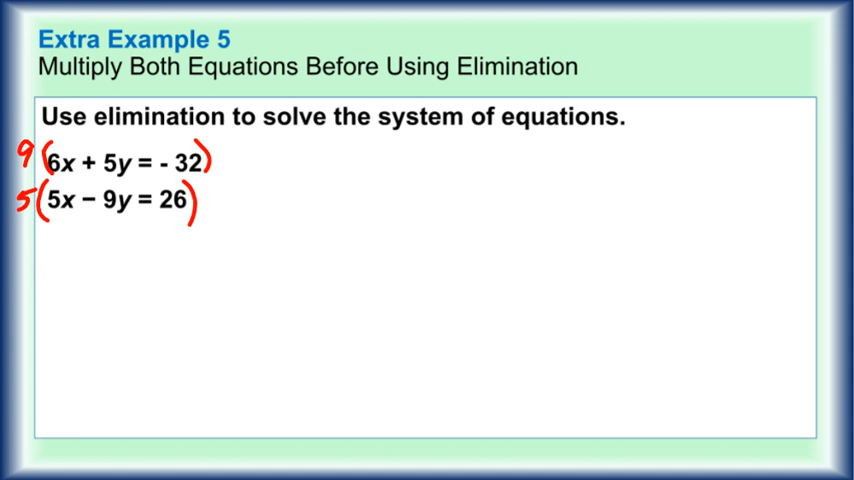 Extra Example 5
Multiply Both Equations Before Using Elimination
Use elimination to solve the system of equations.
9(6x + 5y = - 32)
5(5x − 9y = 26)